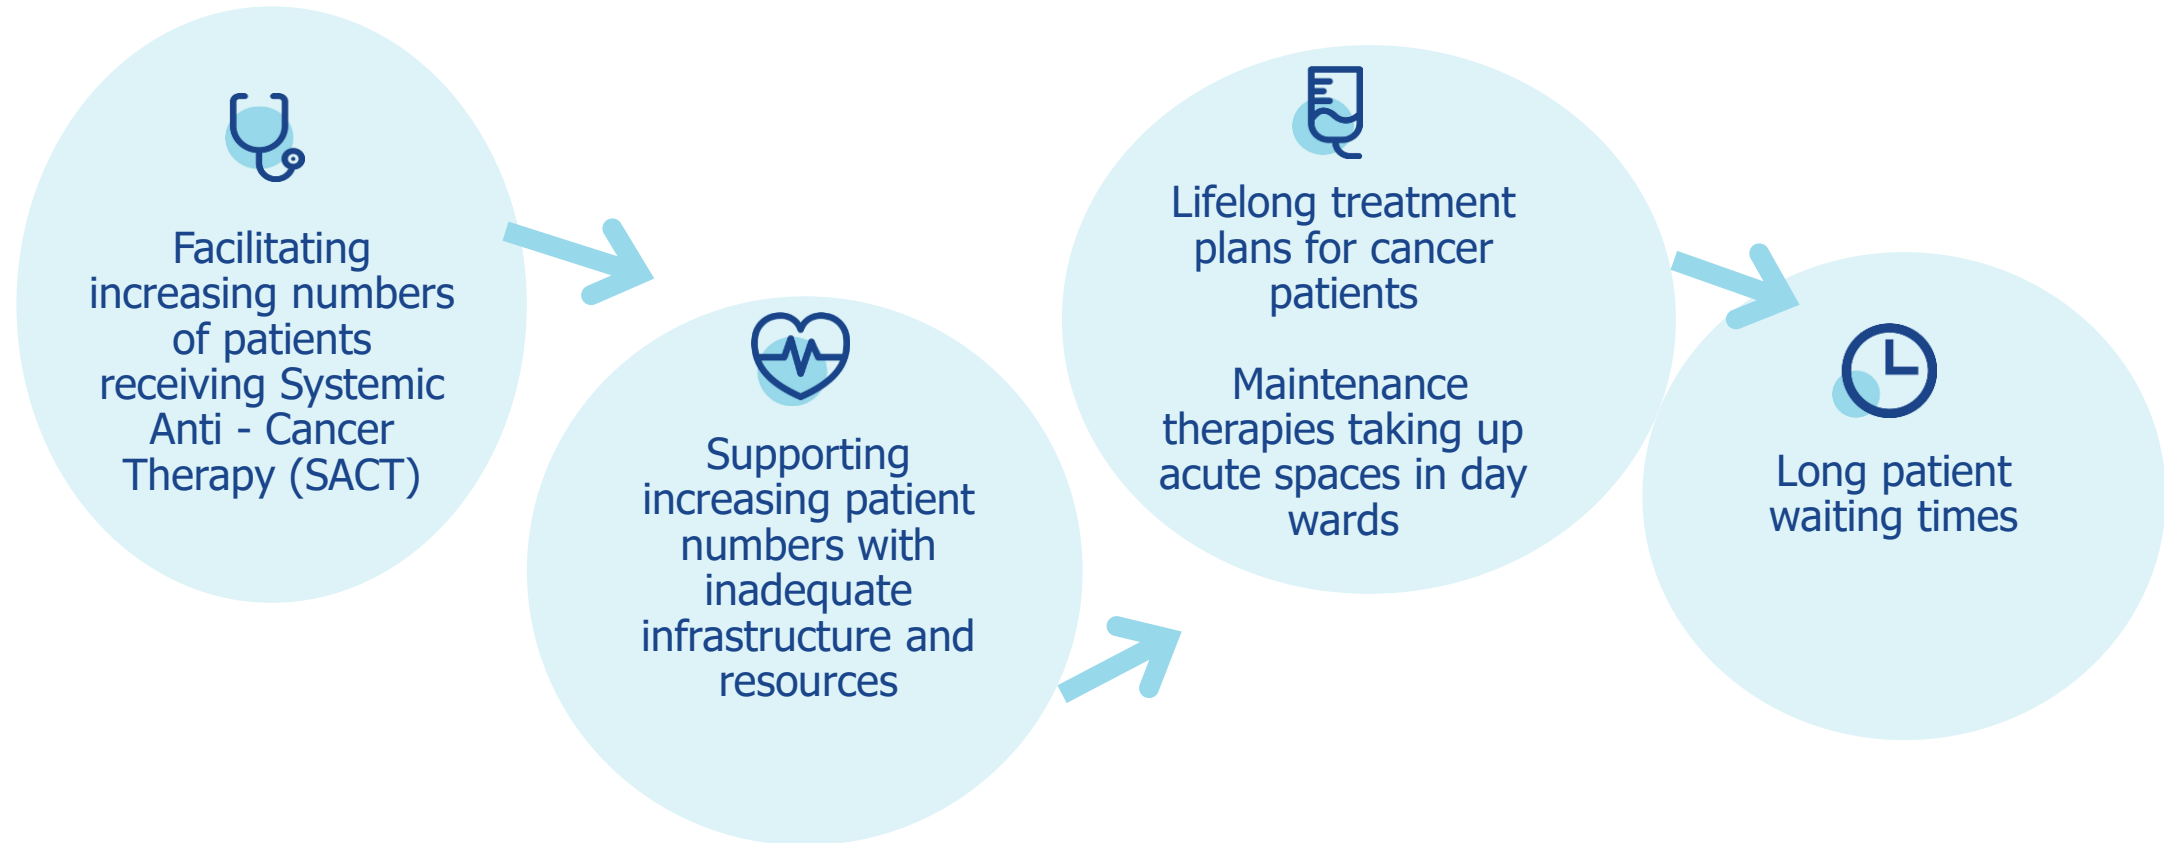 Facilitating
increasing numbers
of patients
receiving Systemic
Anti - Cancer
Therapy (SACT)
Supporting
increasing patient
numbers with
inadequate
infrastructure and
resources
Lifelong treatment
plans for cancer
patients
Maintenance
therapies taking up
acute spaces in day
wards
Long patient
waiting times